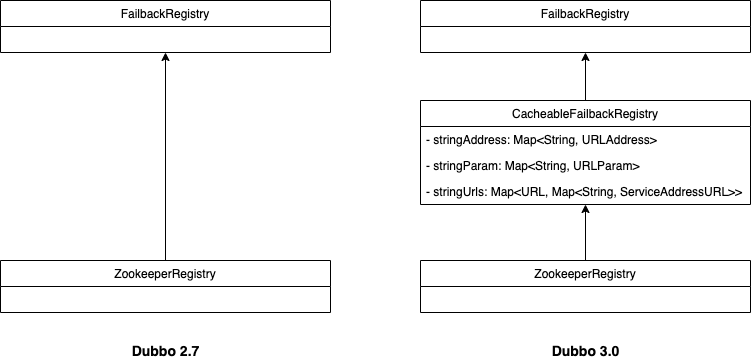 FailbackRegistry
ZookeeperRegistry
Dubbo 2.7
FailbackRegistry
CacheableFailbackRegistry
- stringAddress: Map<String, URLAddress>
- stringParam: Map<String, URLParam>
- stringUrls: Map<URL, Map<String, ServiceAddressURL>>
ZookeeperRegistry
Dubbo 3.0